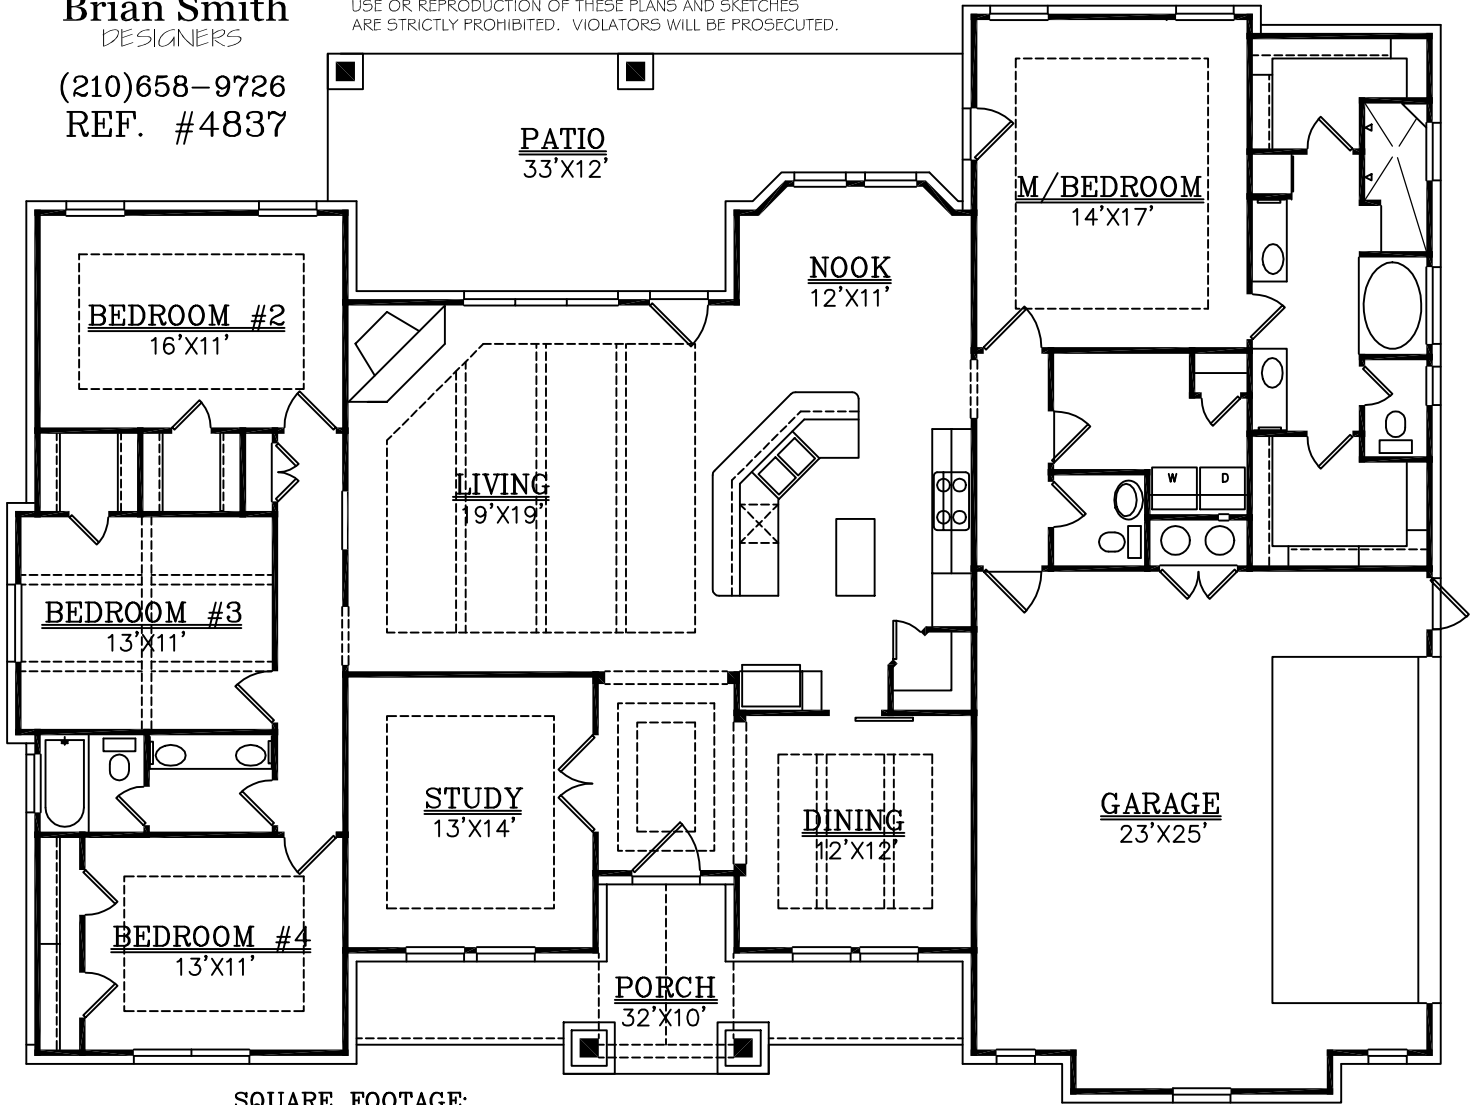 Brian Smith
DESIGNERS
(210)658-9726
REF. #4837
USE OR REPRODUCTION OF THESE PLANS AND SKETCHES
ARE STRICTLY PROHIBITED. VIOLATORS WILL BE PROSECUTED.
PATIO
33'X12'
M/BEDROOM
14'X17'
NOOK
12'X11'
BEDROOM #2
16'X11'
LIVING
19'X19'
W D
BEDROOM #3
13'X11'
STUDY
13'X14'
DINING
12'X12'
GARAGE
23'X25'
BEDROOM #4
13'X11'
PORCH
32'X10'
SQUARE FOOTAGE: